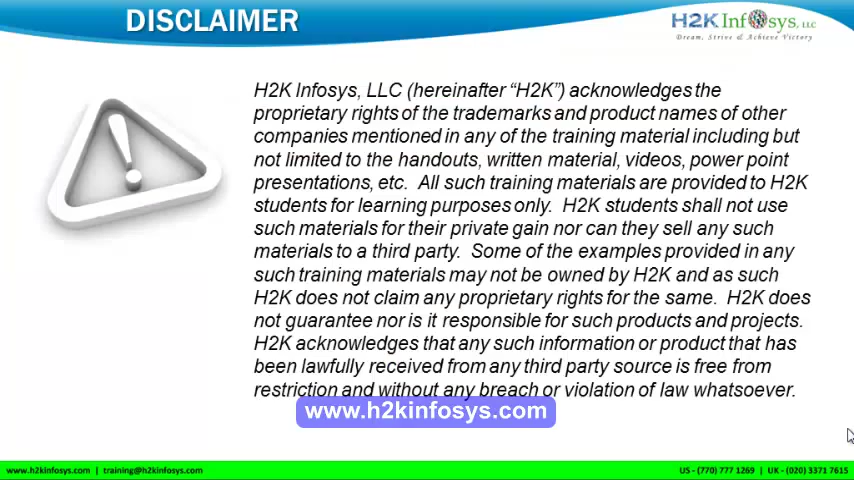 DISCLAIMER
H2K Infosys, LLC
Dream, Strive & Achieve Victory
H2K Infosys, LLC (hereinafter “H2K”) acknowledges the
proprietary rights of the trademarks and product names of other
companies mentioned in any of the training material including but
not limited to the handouts, written material, videos, power point
presentations, etc.  All such training materials are provided to H2K
students for learning purposes only.  H2K students shall not use
such materials for their private gain nor can they sell any such
materials to a third party.  Some of the examples provided in any
such training materials may not be owned by H2K and as such
H2K does not claim any proprietary rights for the same.  H2K does
not guarantee nor is it responsible for such products and projects.
H2K acknowledges that any such information or product that has
been lawfully received from any third party source is free from
restriction and without any breach or violation of law whatsoever.
www.h2kinfosys.com
www.h2kinfosys.com | training@h2kinfosys.com
US - (770) 777 1269 | UK - (020) 3371 7615